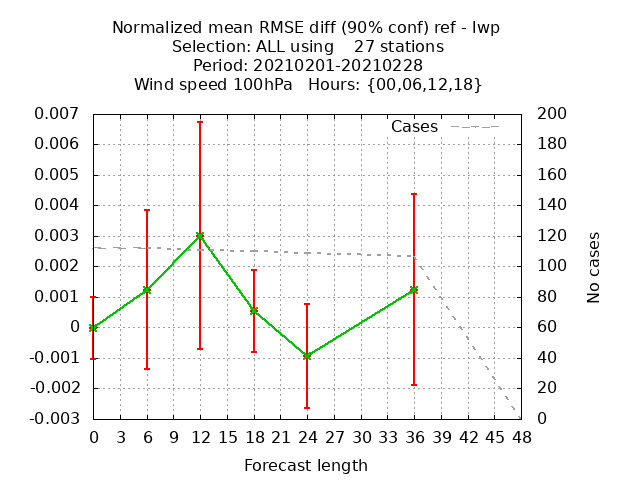 Normalized mean RMSE diff (90% conf) ref - lwp
Selection: ALL using 27 stations
Period: 20210201-20210228
Wind speed 100hPa Hours: {00,06,12,18}
Cases
0.007
0.006
0.005
0.004
0.003
0.002
0.001
0
-0.001
-0.002
-0.003
200
180
160
140
120
100
80
60
40
20
0
No cases
0 3 6 9 12 15 18 21 24 27 30 33 36 39 42 45 48
Forecast length